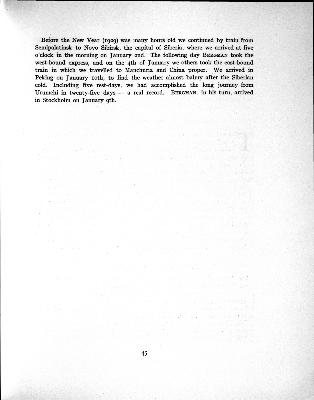 Before the New Year (1929) was many hours old we continued by train from
Semipalatinsk to Novo Sibirsk, the capital of Siberia, where we arrived at five
o'clock in the morning on January 2nd. The following day BERGMAN took the
west-bound express, and on the 4th of January we others took the east-bound
train in which we travelled to Manchuria and China proper. We arrived in
Peking on January 10th, to find the weather almost balmy after the Siberian
cold. Including five rest-days, we had accomplished the long journey from
Urumchi in twenty-five days — a real record. BERGMAN, in his turn, arrived
in Stockholm on January 9th.